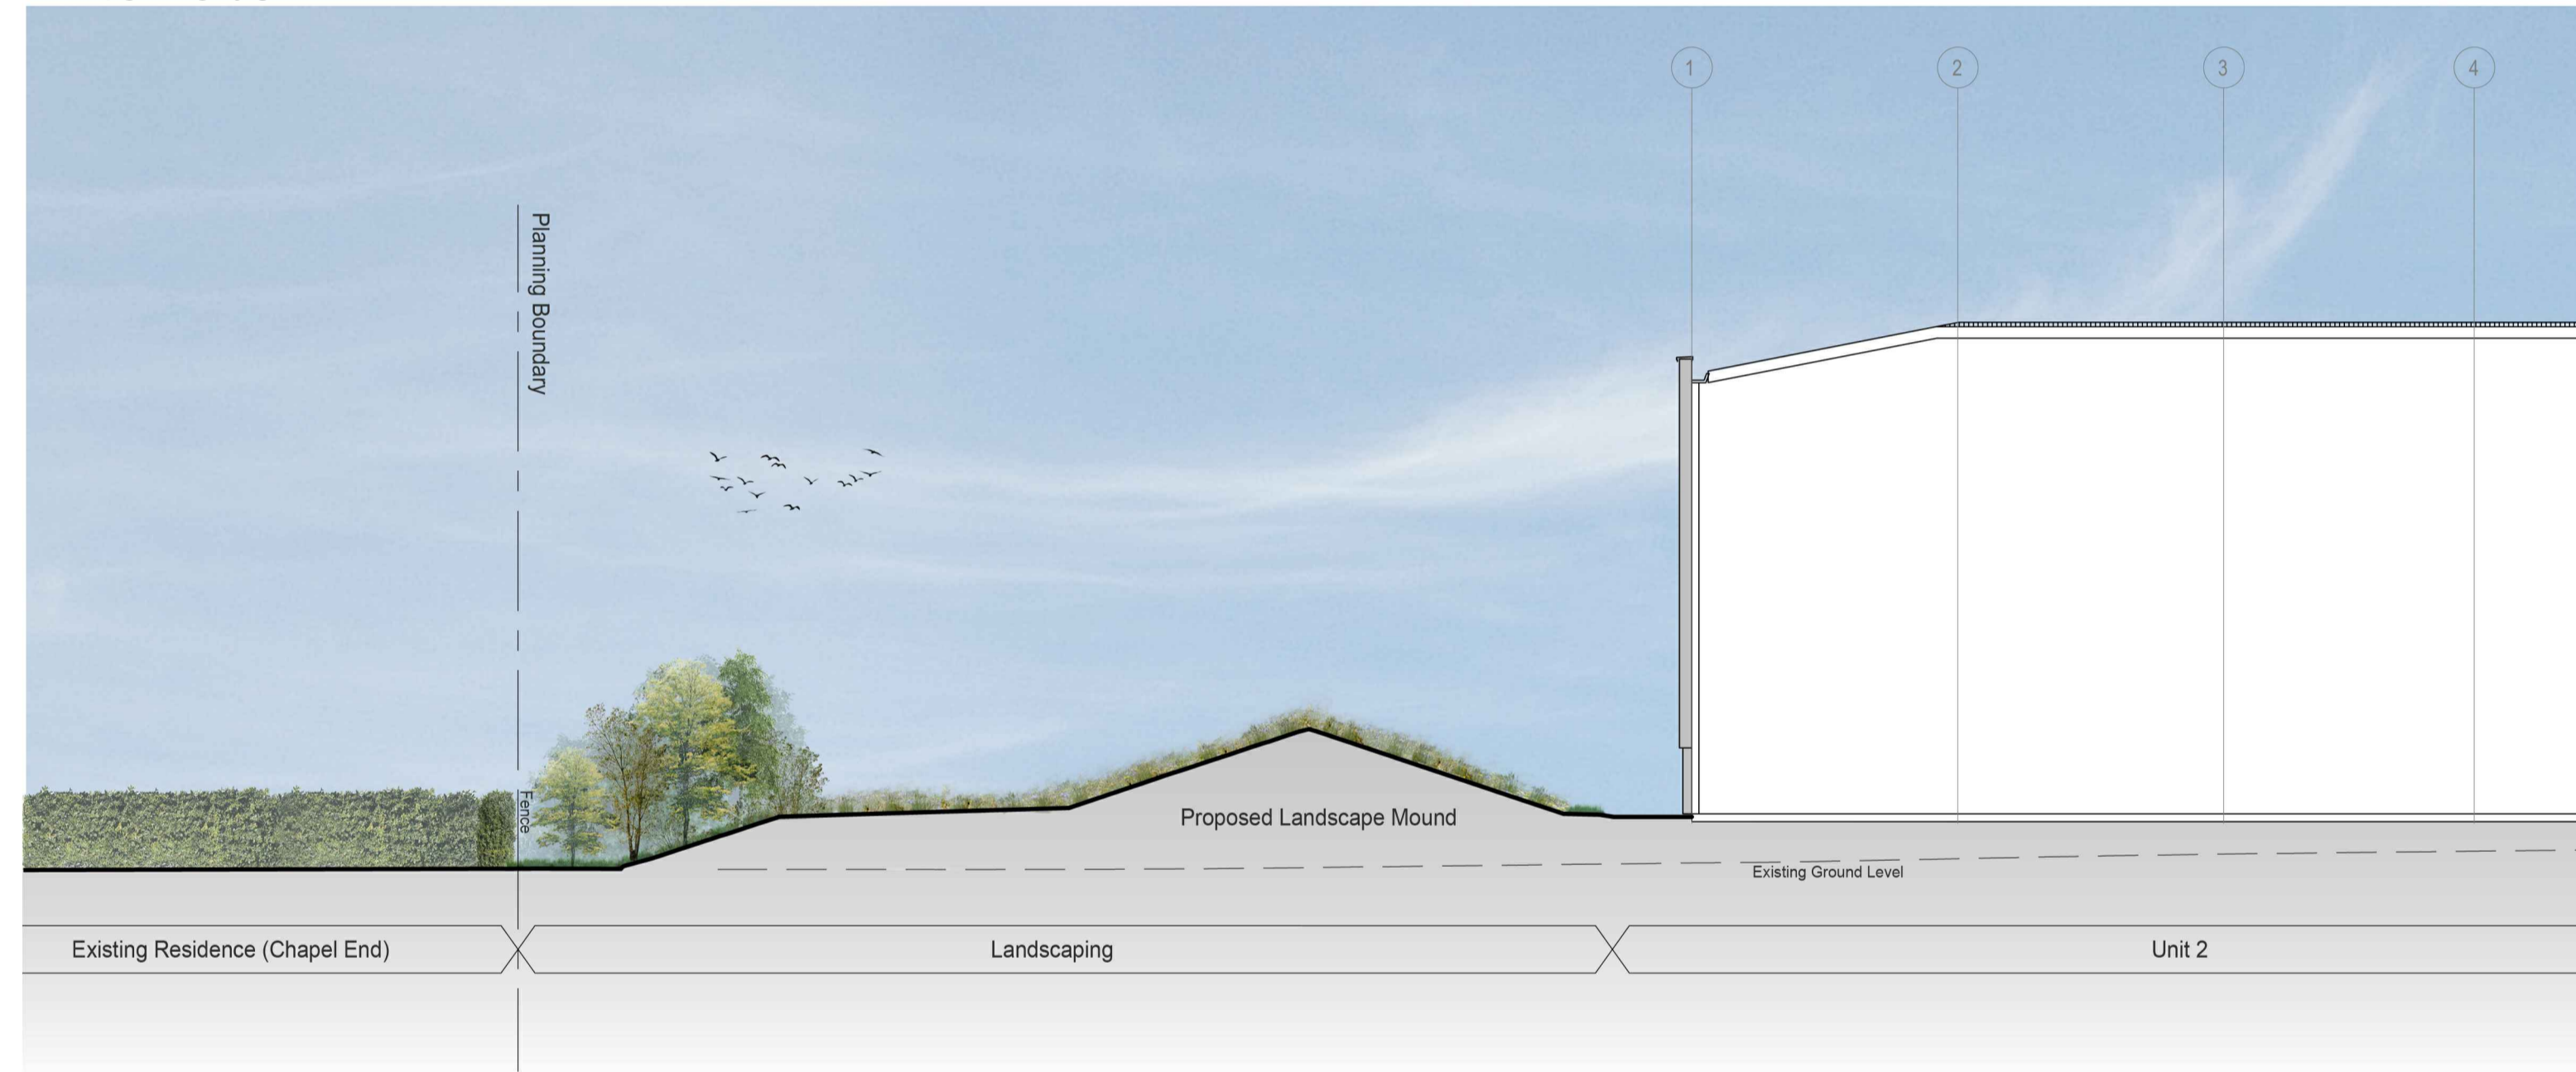 1
2
3
4
Planning Boundary
Fence
Proposed Landscape Mound
Existing Ground Level
Existing Residence (Chapel End)
Landscaping
Unit 2